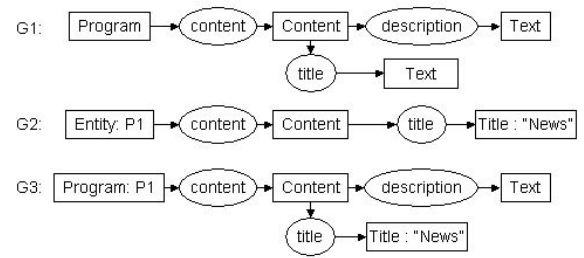 G1: Program content Content description Text
title Text
G2: Entity: P1 content Content title Title : "News"
G3: Program: P1 content Content description Text
title Title : "News"